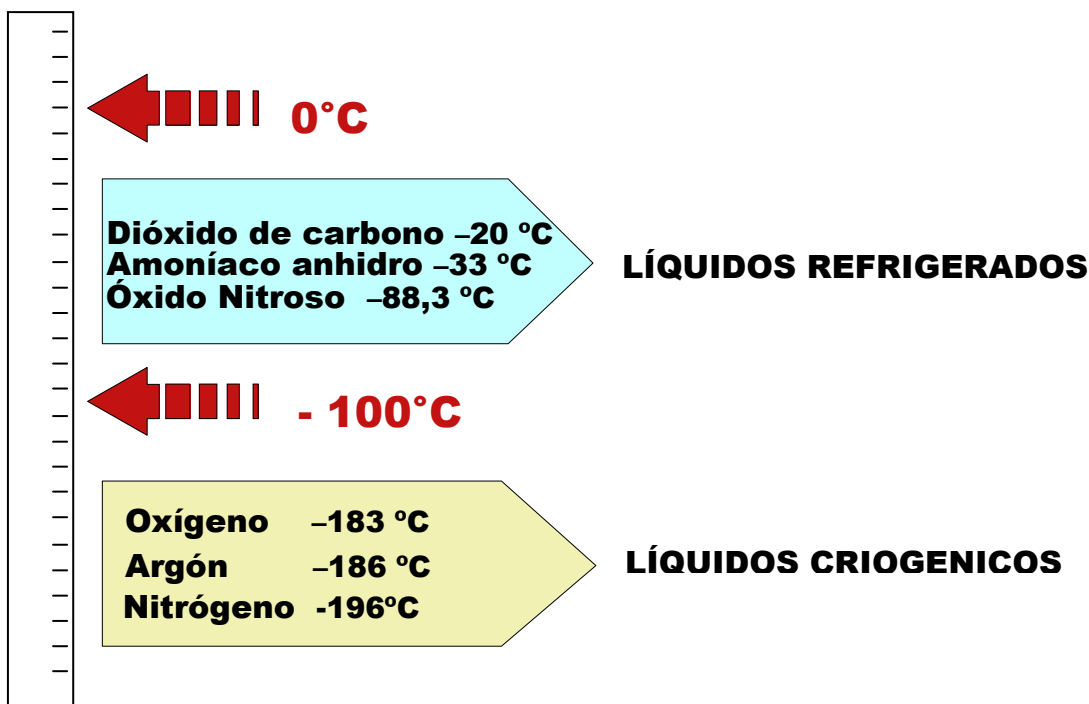 0°C
Dióxido de carbono –20 ºC
Amoníaco anhidro –33 ºC
Óxido Nitroso –88,3 ºC
LÍQUIDOS REFRIGERADOS
- 100°C
Oxígeno –183 ºC
Argón –186 ºC
Nitrógeno -196ºC
LÍQUIDOS CRIOGENICOS